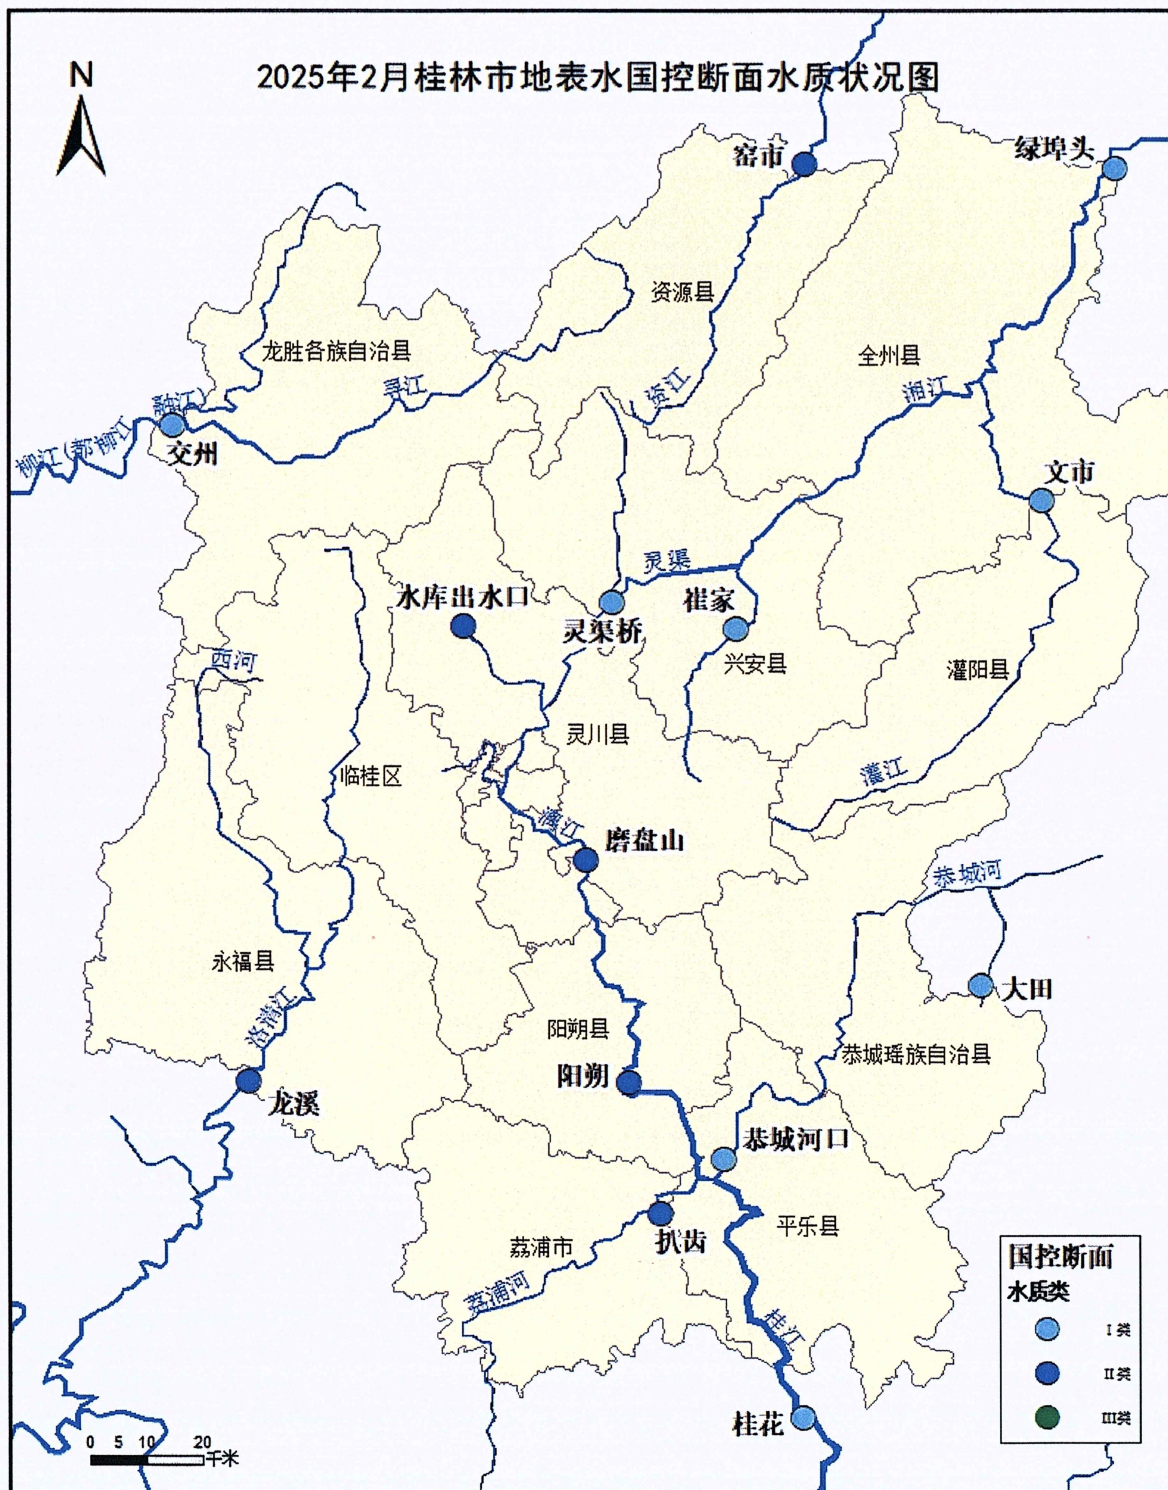 2025年2月桂林市地表水国控断面水质状况图
N
窑市
绿埠头
资源县
龙胜各族自治县
全州县
寻江
资江
湘江
柳江(都柳江、融江)
交州
文市
灵渠
水库出水口
崔家
灵渠桥
西河
兴安县
灌阳县
灵川县
临桂区
灌江
漓江
磨盘山
恭城河
永福县
大田
洛清江
阳朔县
恭城瑶族自治县
阳朔
龙溪
恭城河口
平乐县
扒齿
荔浦市
荔浦河
桂江
桂花
国控断面
水质类
I类
II类
III类
0 5 10 20
千米